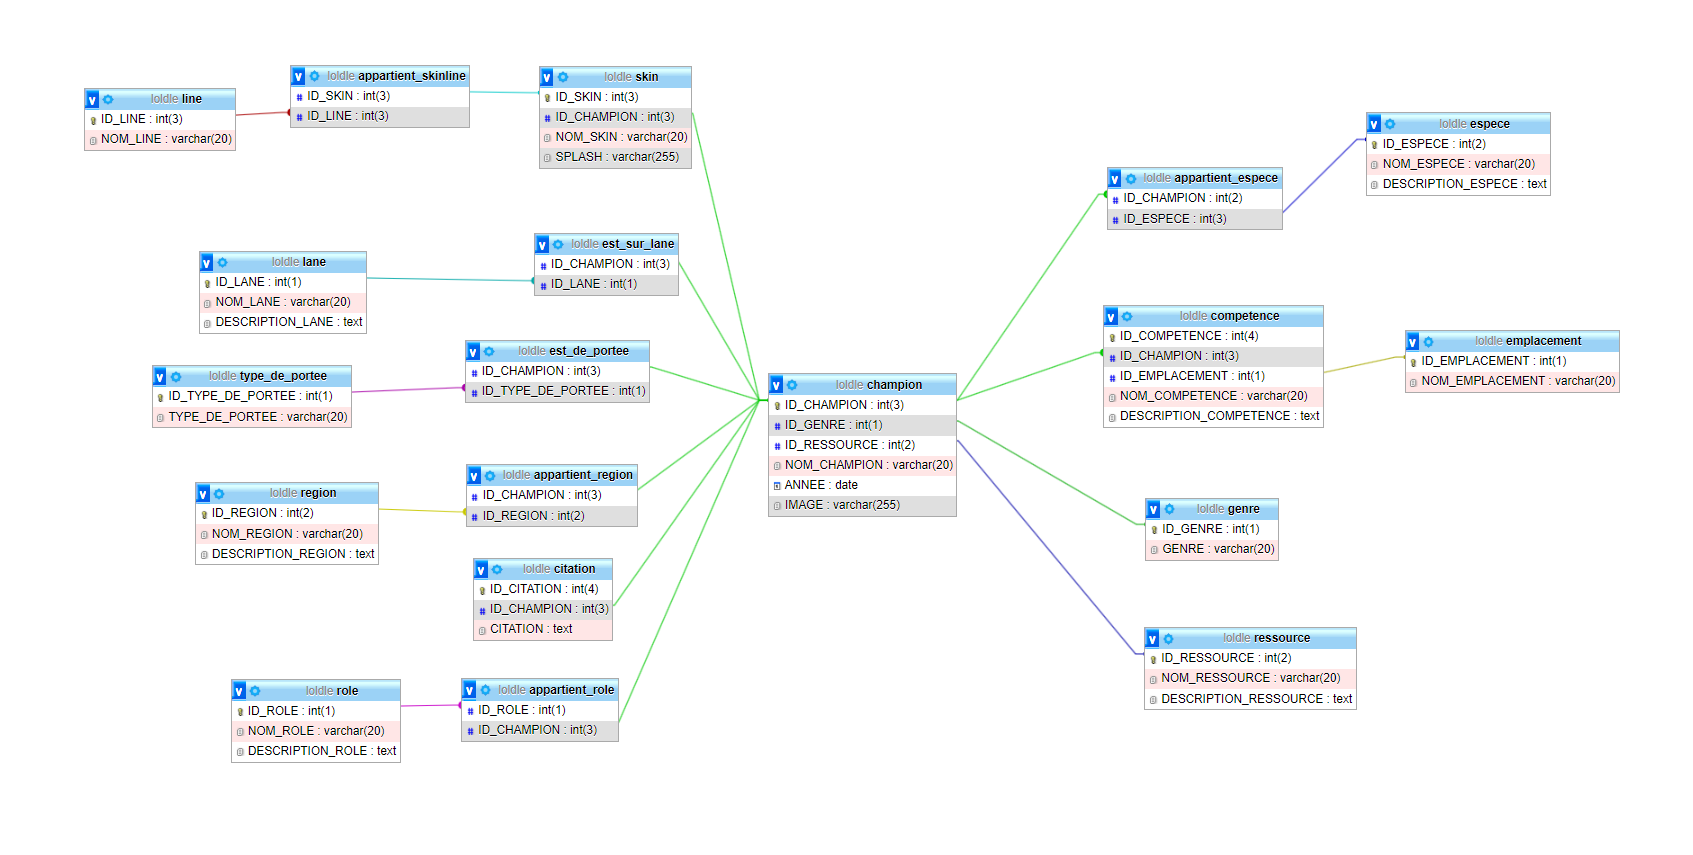 loldle line
ID_LINE : int(3)
NOM_LINE : varchar(20)
loldle appartient_skinline
ID_SKIN : int(3)
ID_LINE : int(3)
loldle skin
ID_SKIN : int(3)
ID_CHAMPION : int(3)
NOM_SKIN : varchar(20)
SPLASH : varchar(255)
loldle lane
ID_LANE : int(1)
NOM_LANE : varchar(20)
DESCRIPTION_LANE : text
loldle est_sur_lane
ID_CHAMPION : int(3)
ID_LANE : int(1)
loldle type_de_portee
ID_TYPE_DE_PORTEE : int(1)
TYPE_DE_PORTEE : varchar(20)
loldle est_de_portee
ID_CHAMPION : int(3)
ID_TYPE_DE_PORTEE : int(1)
loldle region
ID_REGION : int(2)
NOM_REGION : varchar(20)
DESCRIPTION_REGION : text
loldle appartient_region
ID_CHAMPION : int(3)
ID_REGION : int(2)
loldle citation
ID_CITATION : int(4)
ID_CHAMPION : int(3)
CITATION : text
loldle role
ID_ROLE : int(1)
NOM_ROLE : varchar(20)
DESCRIPTION_ROLE : text
loldle appartient_role
ID_ROLE : int(1)
ID_CHAMPION : int(3)
loldle champion
ID_CHAMPION : int(3)
ID_GENRE : int(1)
ID_RESSOURCE : int(2)
NOM_CHAMPION : varchar(20)
ANNEE : date
IMAGE : varchar(255)
loldle appartient_espece
ID_CHAMPION : int(2)
ID_ESPECE : int(3)
loldle espece
ID_ESPECE : int(2)
NOM_ESPECE : varchar(20)
DESCRIPTION_ESPECE : text
loldle competence
ID_COMPETENCE : int(4)
ID_CHAMPION : int(3)
ID_EMPLACEMENT : int(1)
NOM_COMPETENCE : varchar(20)
DESCRIPTION_COMPETENCE : text
loldle emplacement
ID_EMPLACEMENT : int(1)
NOM_EMPLACEMENT : varchar(20)
loldle genre
ID_GENRE : int(1)
GENRE : varchar(20)
loldle ressource
ID_RESSOURCE : int(2)
NOM_RESSOURCE : varchar(20)
DESCRIPTION_RESSOURCE : text